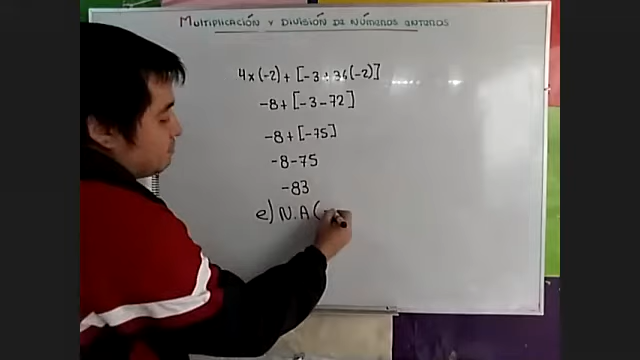 Multiplicación y división de números enteros
4x(-2)+[-3+36(-2)]
-8+[-3-72]
-8+[-75]
-8-75
-83
e) N.A (